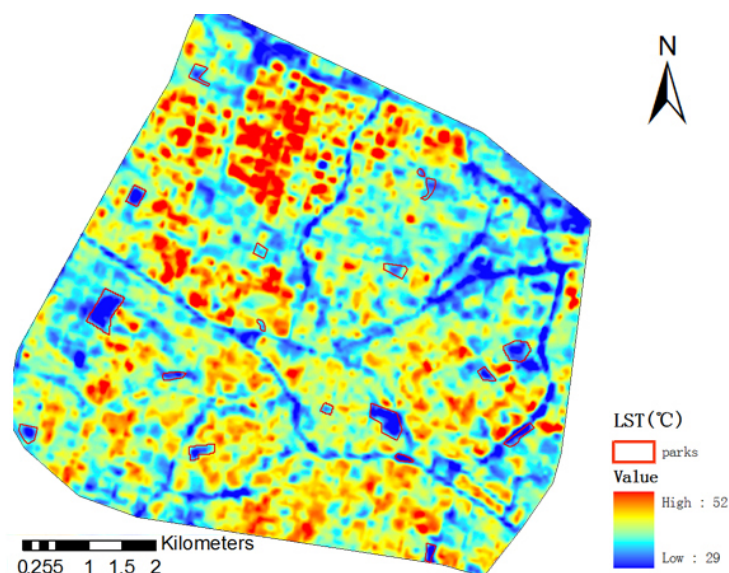 N
LST(℃)
parks
Value
High : 52
Low : 29
Kilometers
0.255 1 1.5 2